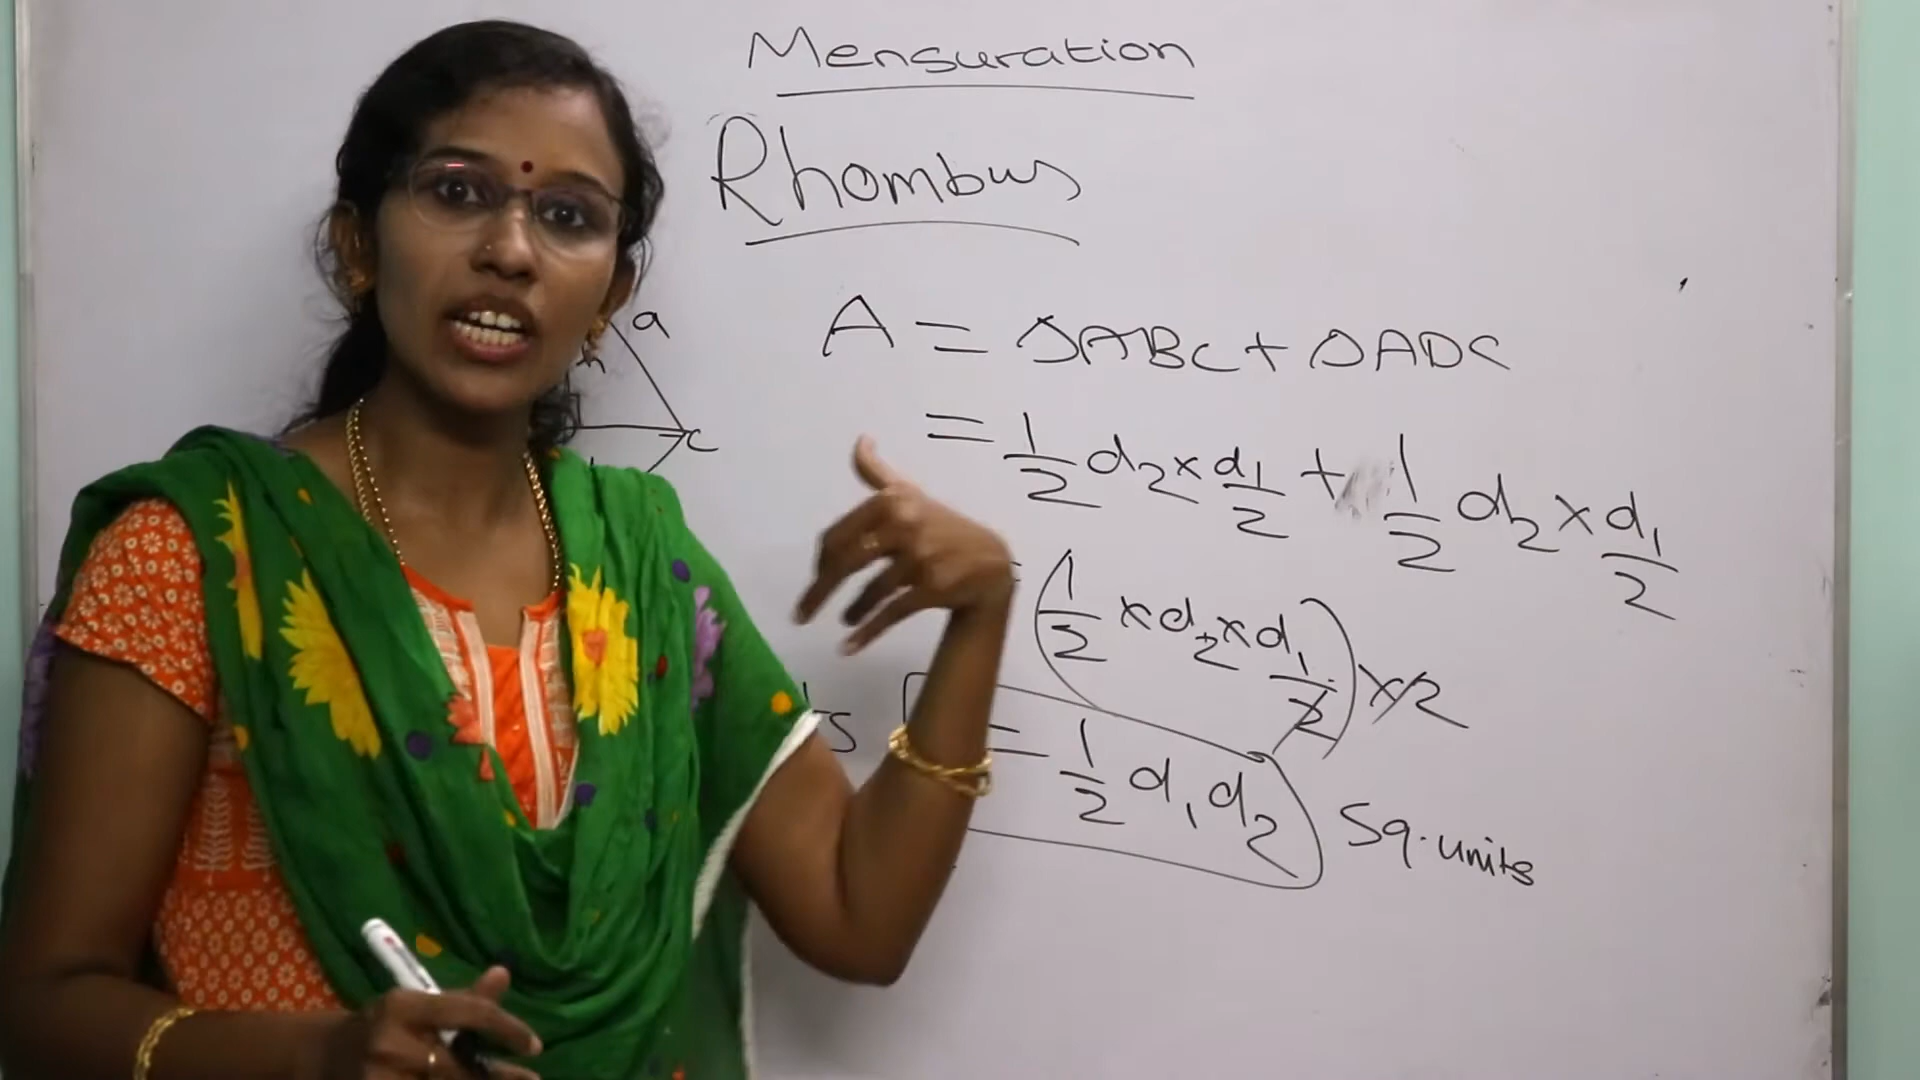 Mensuration
Rhombus
a
h
c
A = ΔABC + ΔADC
= 1/2 d2 × d1/2 + 1/2 d2 × d1/2
= (1/2 × d2 × d1/2) × 2
= 1/2 d1 d2 Sq. units